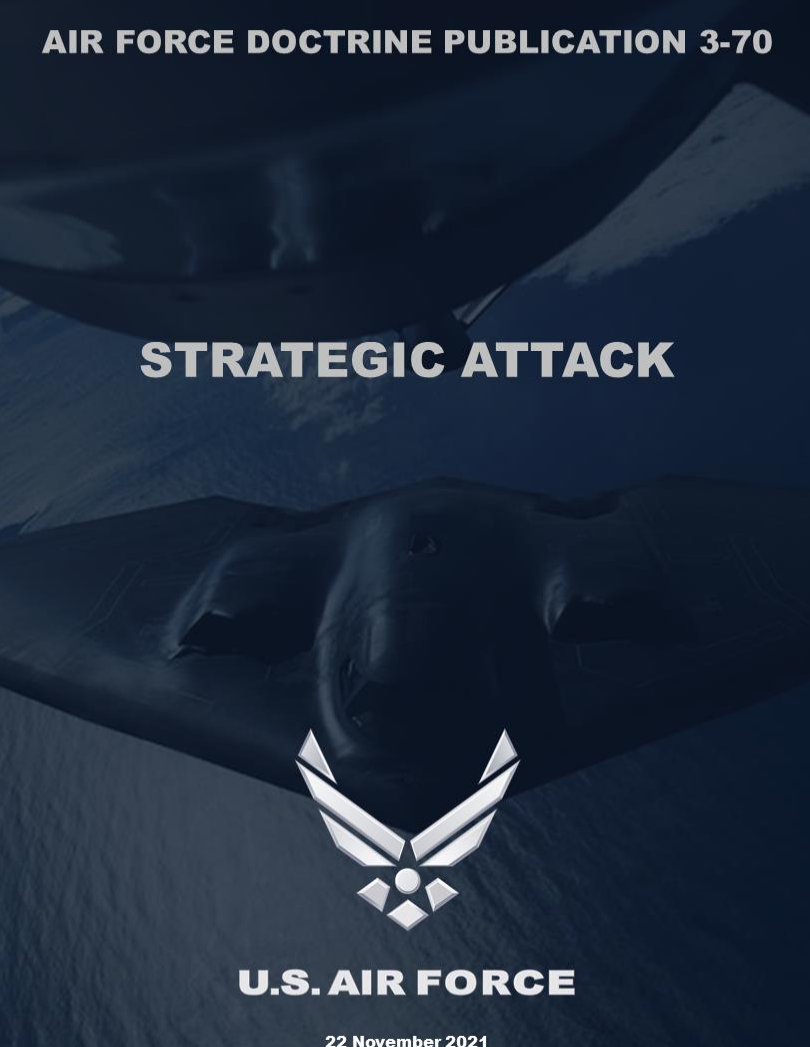 AIR FORCE DOCTRINE PUBLICATION 3-70
STRATEGIC ATTACK
U.S. AIR FORCE
22 November 2021